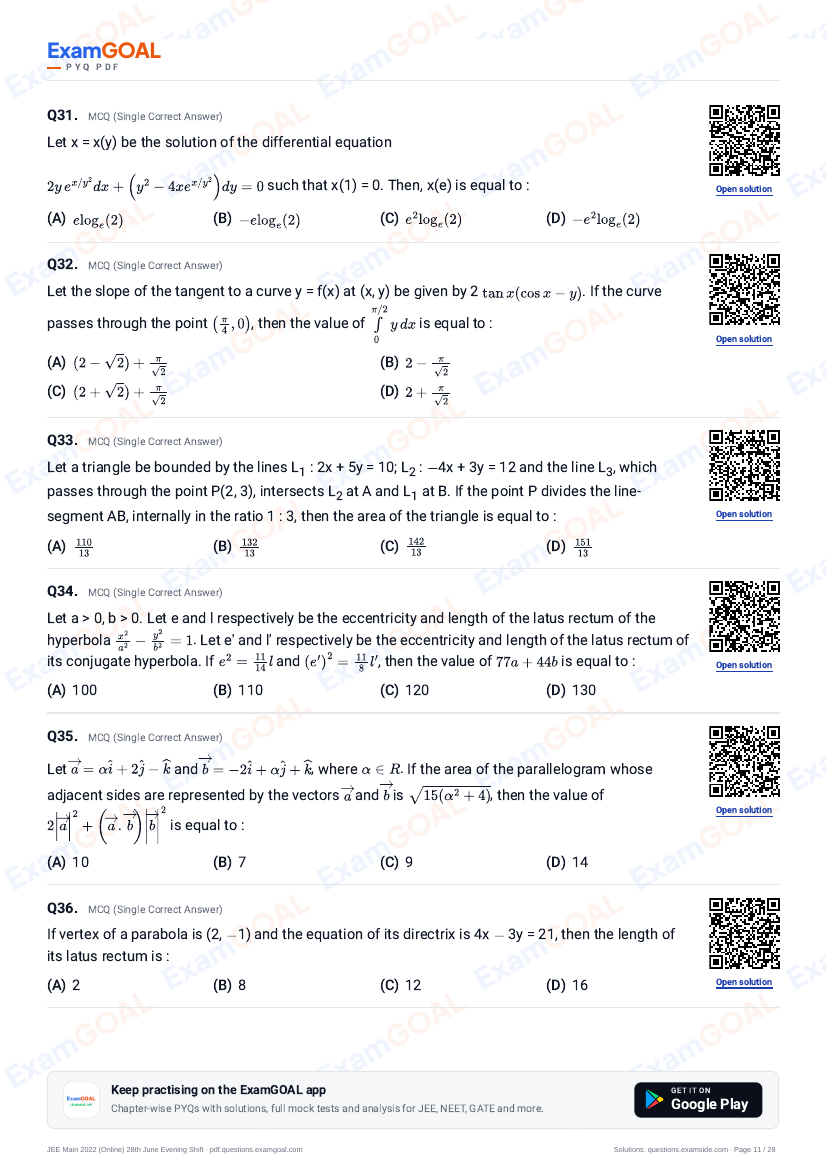 ExamGOAL
PYQ PDF
Q31. MCQ (Single Correct Answer)
Let x = x(y) be the solution of the differential equation
2y e^{x/y^2} dx + (y^2 − 4xe^{x/y^2}) dy = 0 such that x(1) = 0. Then, x(e) is equal to :
Open solution
(A) e log_e(2) (B) −e log_e(2) (C) e^2 log_e(2) (D) −e^2 log_e(2)
Q32. MCQ (Single Correct Answer)
Let the slope of the tangent to a curve y = f(x) at (x, y) be given by 2 tan x(cos x − y). If the curve
passes through the point (π/4, 0), then the value of ∫_0^{π/2} y dx is equal to :
Open solution
(A) (2 − √2) + π/√2 (B) 2 − π/√2
(C) (2 + √2) + π/√2 (D) 2 + π/√2
Q33. MCQ (Single Correct Answer)
Let a triangle be bounded by the lines L_1 : 2x + 5y = 10; L_2 : −4x + 3y = 12 and the line L_3, which
passes through the point P(2, 3), intersects L_2 at A and L_1 at B. If the point P divides the line-
segment AB, internally in the ratio 1 : 3, then the area of the triangle is equal to :
Open solution
(A) 110/13 (B) 132/13 (C) 142/13 (D) 151/13
Q34. MCQ (Single Correct Answer)
Let a > 0, b > 0. Let e and l respectively be the eccentricity and length of the latus rectum of the
hyperbola x^2/a^2 − y^2/b^2 = 1. Let e' and l' respectively be the eccentricity and length of the latus rectum of
its conjugate hyperbola. If e^2 = 11/14 l and (e′)^2 = 11/8 l′, then the value of 77a + 44b is equal to :
Open solution
(A) 100 (B) 110 (C) 120 (D) 130
Q35. MCQ (Single Correct Answer)
Let a⃗ = αî + 2ĵ − k̂ and b⃗ = −2î + αĵ + k̂, where α ∈ R. If the area of the parallelogram whose
adjacent sides are represented by the vectors a⃗ and b⃗ is √(15(α^2 + 4)), then the value of
2|a⃗|^2 + (a⃗ . b⃗)|b⃗|^2 is equal to :
Open solution
(A) 10 (B) 7 (C) 9 (D) 14
Q36. MCQ (Single Correct Answer)
If vertex of a parabola is (2, −1) and the equation of its directrix is 4x − 3y = 21, then the length of
its latus rectum is :
Open solution
(A) 2 (B) 8 (C) 12 (D) 16
Keep practising on the ExamGOAL app
Chapter-wise PYQs with solutions, full mock tests and analysis for JEE, NEET, GATE and more.
ExamGOAL
GET IT ON
Google Play
JEE Main 2022 (Online) 28th June Evening Shift · pdf.questions.examgoal.com Solutions: questions.examside.com · Page 11 / 28